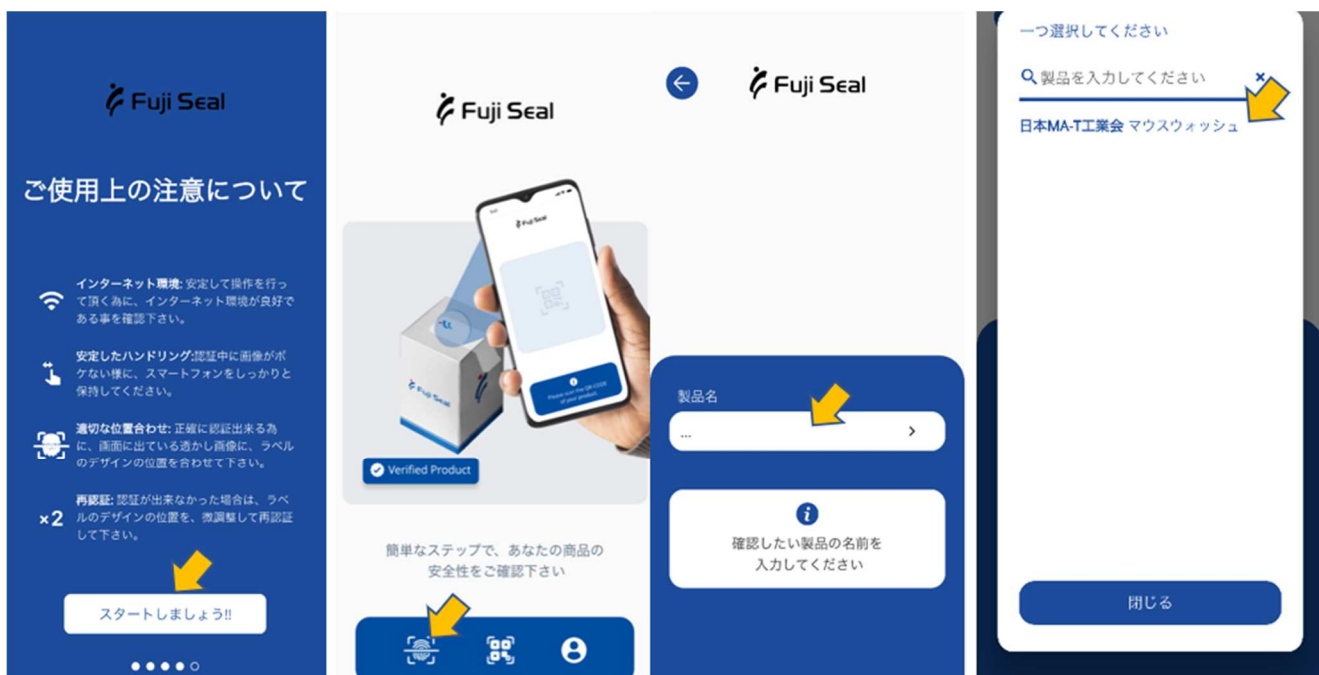 Fuji Seal
ご使用上の注意について
インターネット環境: 安定して操作を行っ
て頂く為に、インターネット環境が良好で
ある事を確認下さい。
安定したハンドリング:認証中に画像がボ
ケない様に、スマートフォンをしっかりと
保持してください。
適切な位置合わせ: 正確に認証出来る為
に、画面に出ている透かし画像に、ラベル
のデザインの位置を合わせて下さい。
×2
再認証: 認証が出来なかった場合は、ラベ
ルのデザインの位置を、微調整して再認証
して下さい。
スタートしましょう!!
Fuji Seal
Fuji Seal
Please scan the QR-CODE
of your product
Fuji Seal
Verified Product
簡単なステップで、あなたの商品の
安全性をご確認下さい
Fuji Seal
製品名
...
確認したい製品の名前を
入力してください
一つ選択してください
製品を入力してください
日本MA-T工業会 マウスウォッシュ
閉じる